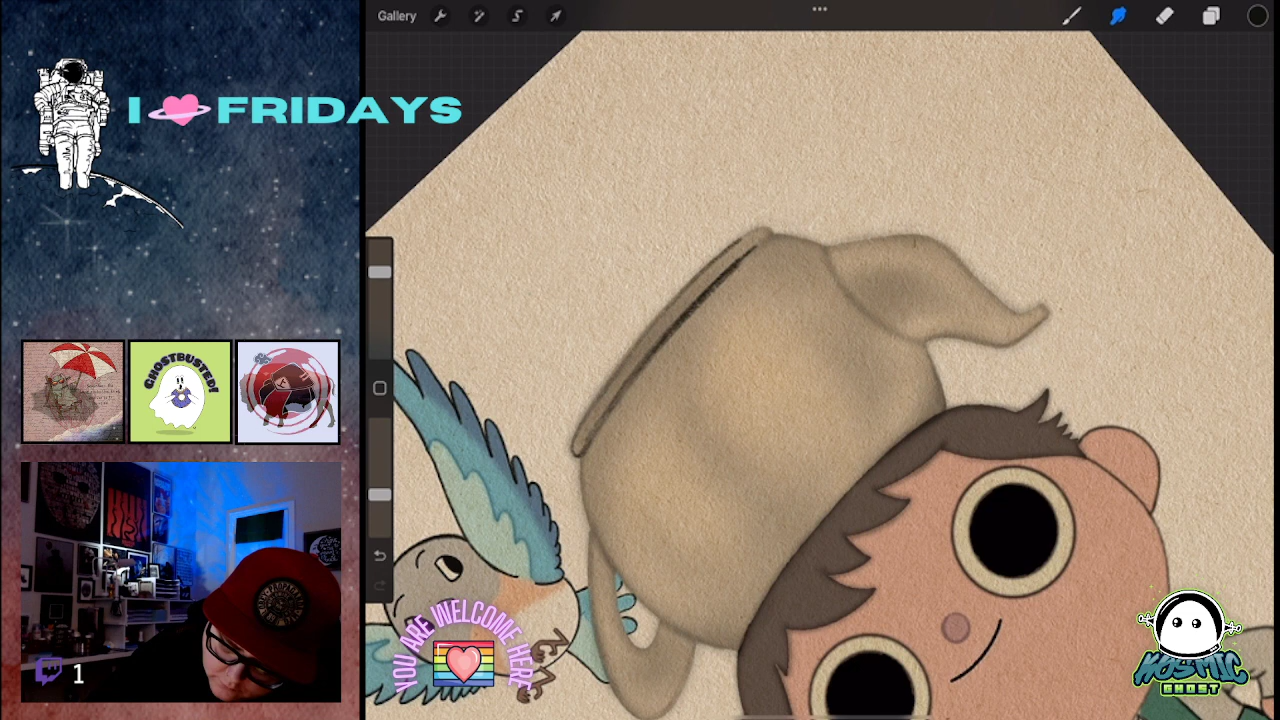 Gallery
I FRIDAYS
GHOSTBUSTED!
YOU ARE WELCOME HERE
1
KOSMIC
GHOST